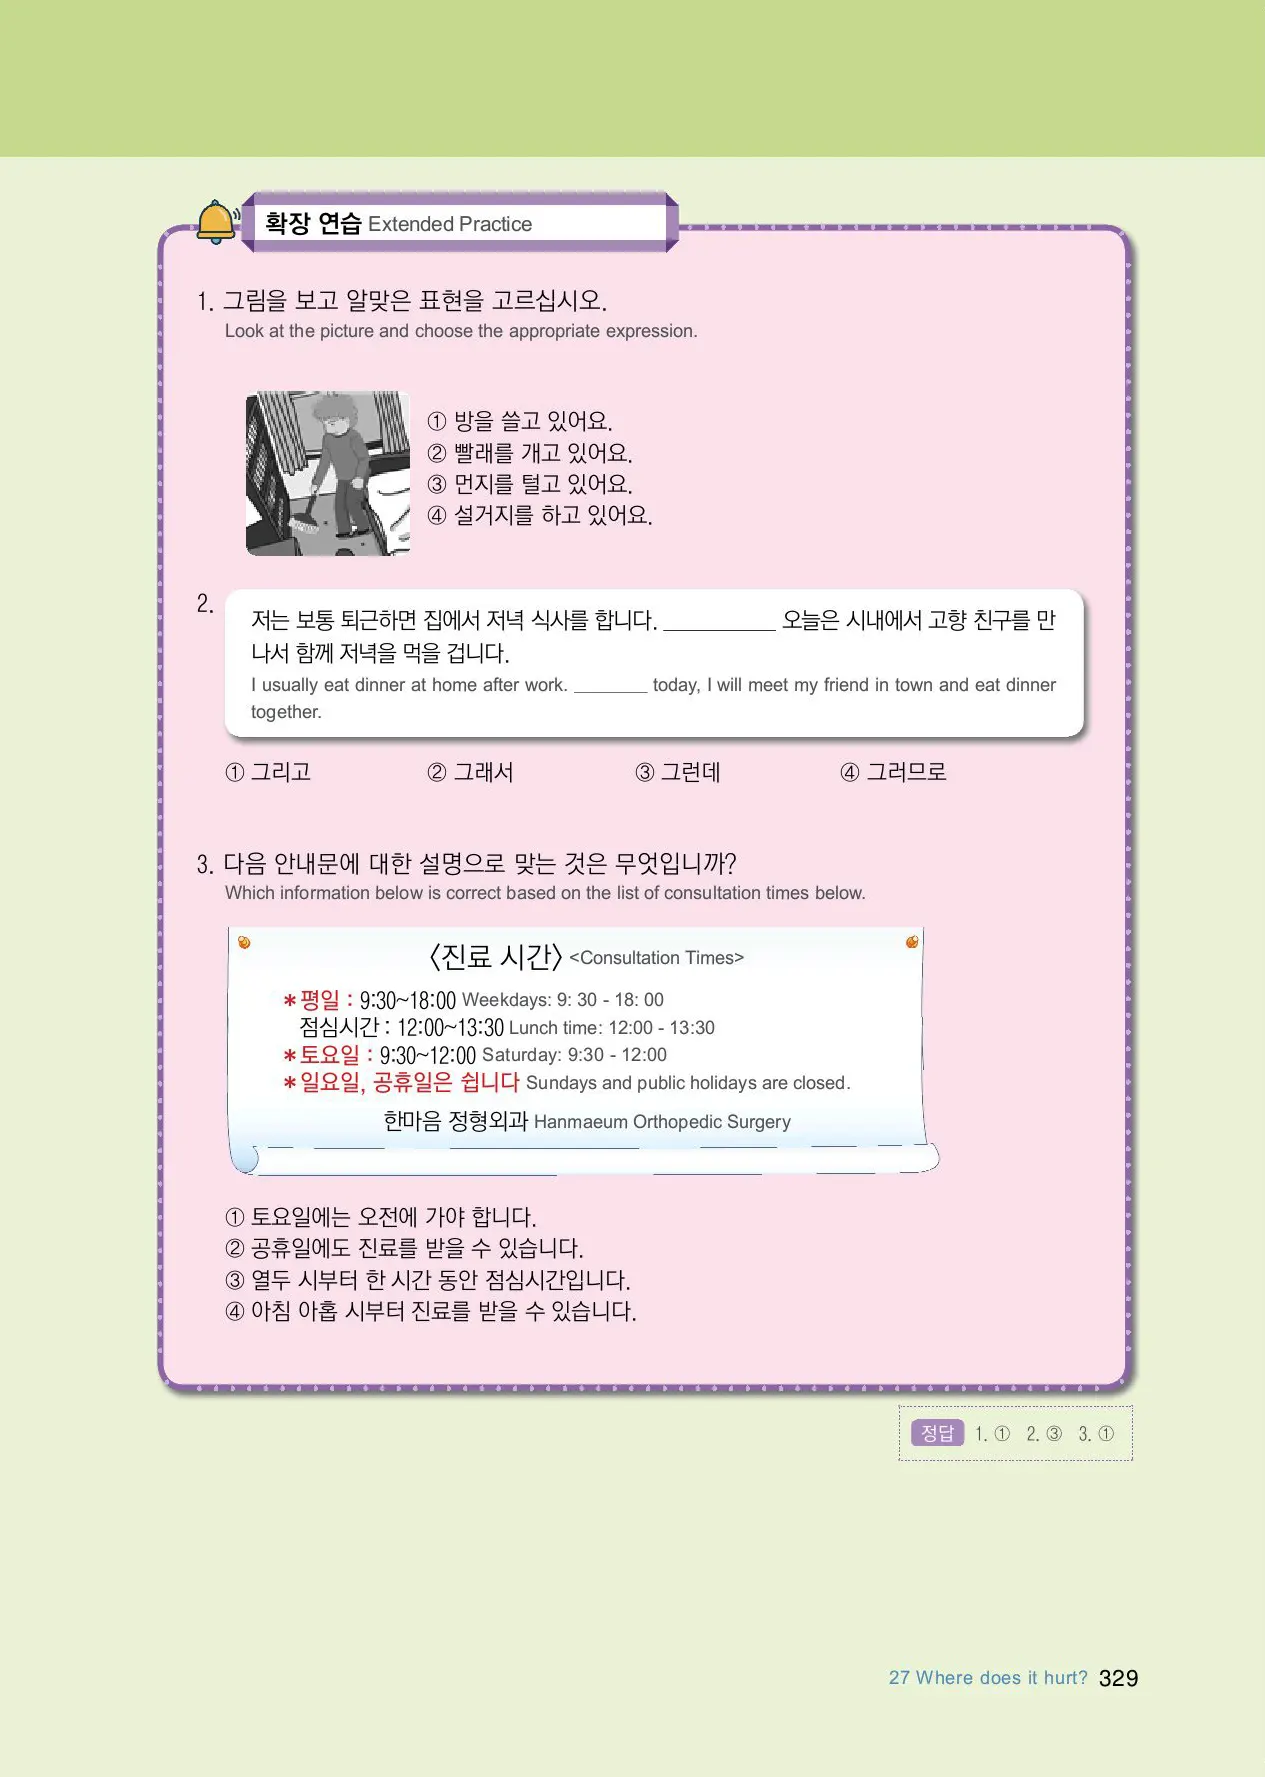 확장 연습 Extended Practice
1. 그림을 보고 알맞은 표현을 고르십시오.
Look at the picture and choose the appropriate expression.
① 방을 쓸고 있어요.
② 빨래를 개고 있어요.
③ 먼지를 털고 있어요.
④ 설거지를 하고 있어요.
2.
저는 보통 퇴근하면 집에서 저녁 식사를 합니다. __________ 오늘은 시내에서 고향 친구를 만
나서 함께 저녁을 먹을 겁니다.
I usually eat dinner at home after work. _______ today, I will meet my friend in town and eat dinner
together.
① 그리고 ② 그래서 ③ 그런데 ④ 그러므로
3. 다음 안내문에 대한 설명으로 맞는 것은 무엇입니까?
Which information below is correct based on the list of consultation times below.
〈진료 시간〉 <Consultation Times>
*평일 : 9:30~18:00 Weekdays: 9: 30 - 18: 00
점심시간 : 12:00~13:30 Lunch time: 12:00 - 13:30
*토요일 : 9:30~12:00 Saturday: 9:30 - 12:00
*일요일, 공휴일은 쉽니다 Sundays and public holidays are closed.
한마음 정형외과 Hanmaeum Orthopedic Surgery
① 토요일에는 오전에 가야 합니다.
② 공휴일에도 진료를 받을 수 있습니다.
③ 열두 시부터 한 시간 동안 점심시간입니다.
④ 아침 아홉 시부터 진료를 받을 수 있습니다.
정답 1. ① 2. ③ 3. ①
27 Where does it hurt? 329